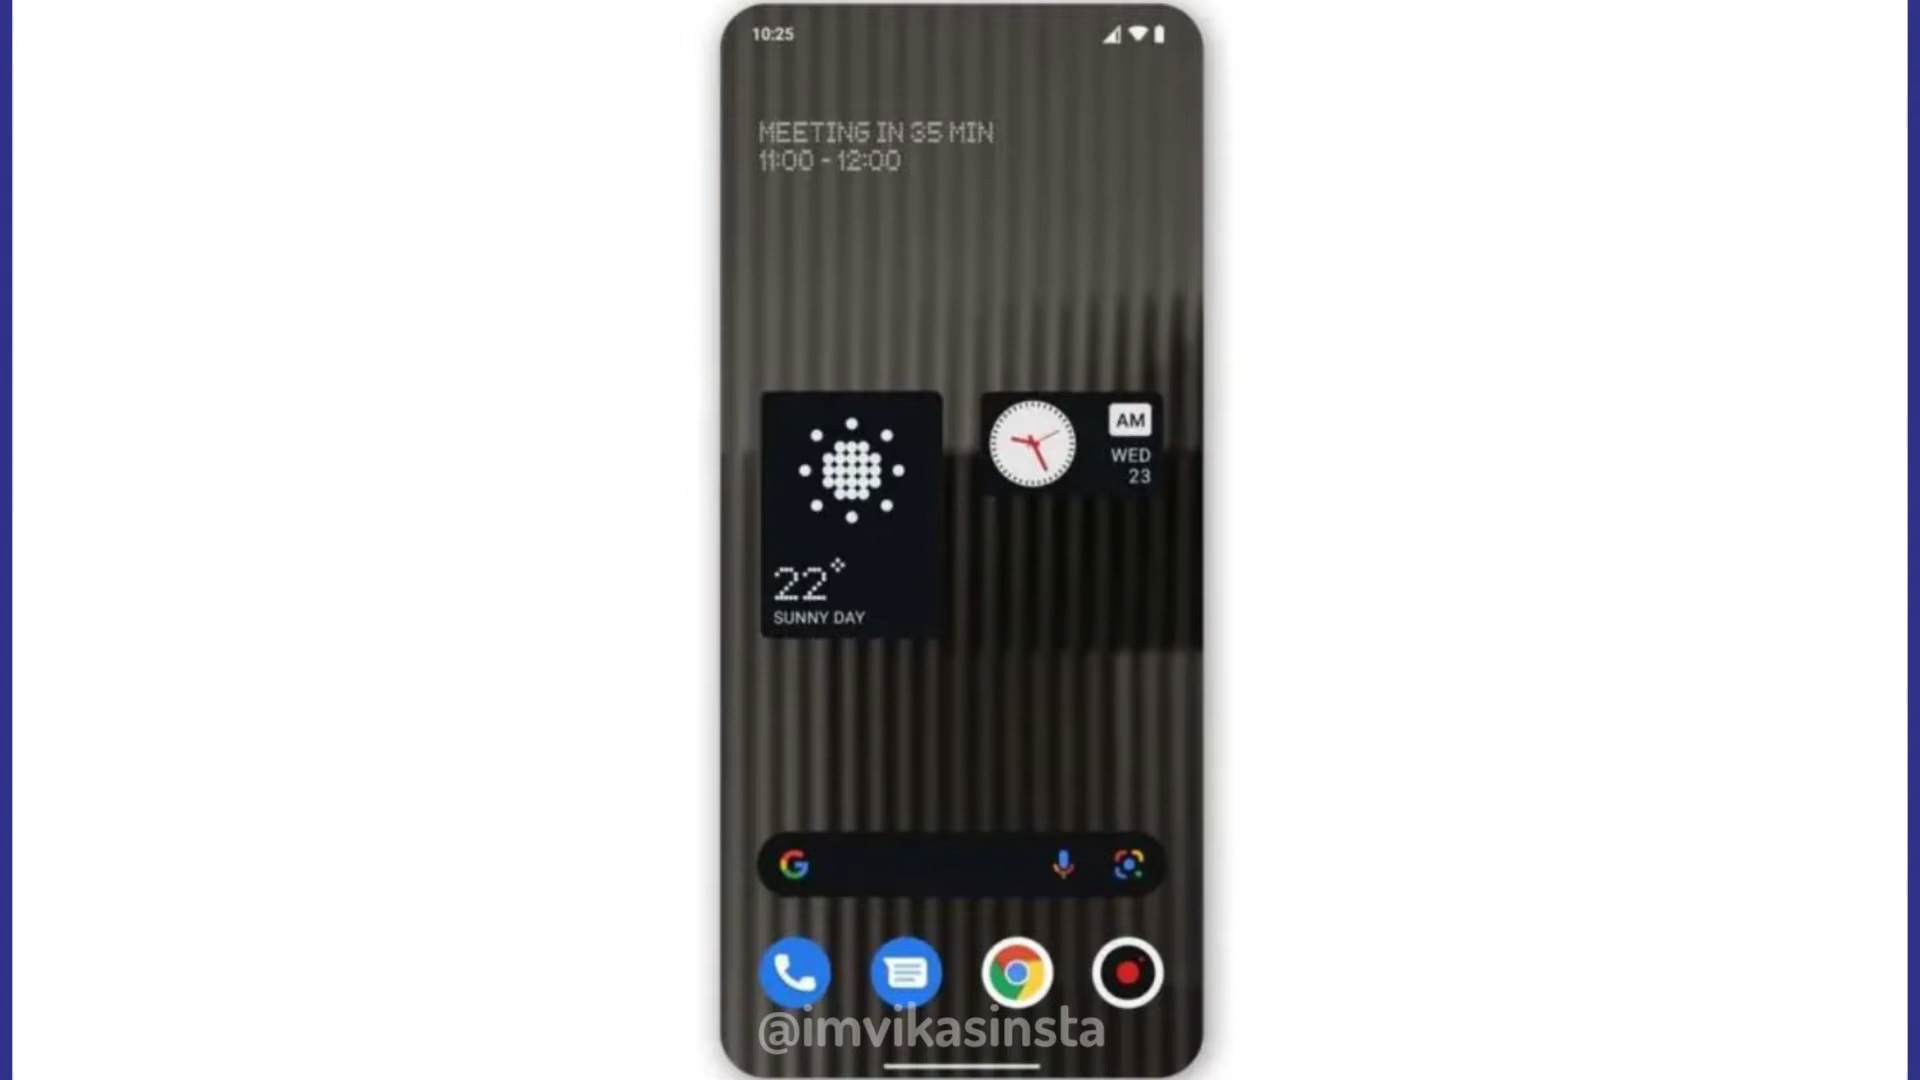 10:25
MEETING IN 35 MIN
11:00 - 12:00
AM
WED
23
22°
SUNNY DAY
@imvikasinsta